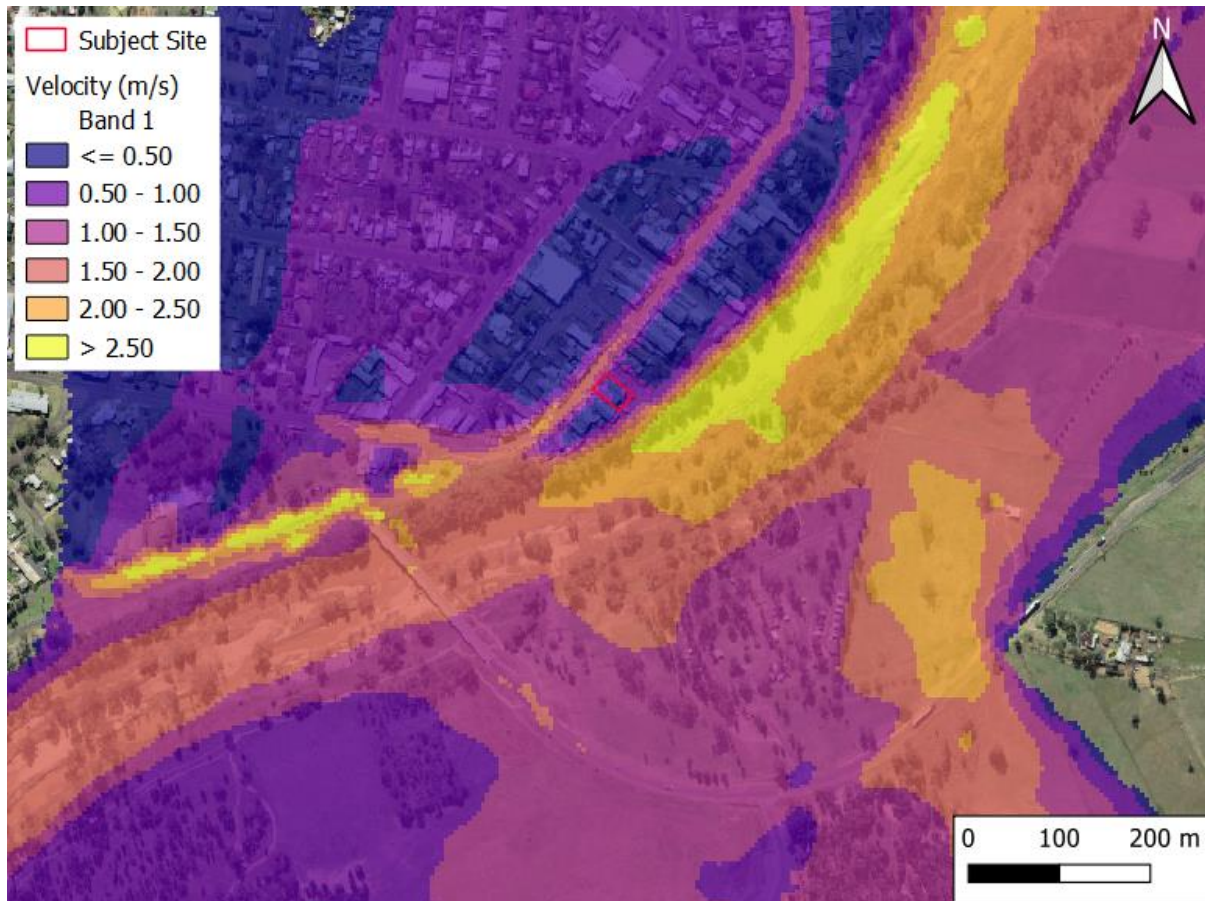 Subject Site
Velocity (m/s)
Band 1
<= 0.50
0.50 - 1.00
1.00 - 1.50
1.50 - 2.00
2.00 - 2.50
> 2.50
N
0 100 200 m